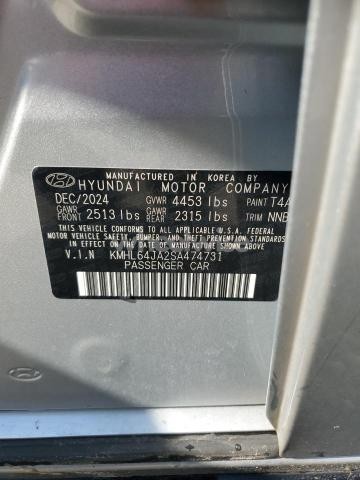 MANUFACTURED IN KOREA BY
HYUNDAI MOTOR COMPANY
DEC/2024 GVWR 4453 lbs PAINT T4A
GAWR FRONT 2513 lbs GAWR REAR 2315 lbs TRIM NNB
THIS VEHICLE CONFORMS TO ALL APPLICABLE U.S.A. FEDERAL
MOTOR VEHICLE SAFETY, BUMPER, AND THEFT PREVENTION STANDARDS
IN EFFECT ON THE DATE OF MANUFACTURE SHOWN ABOVE
V.I.N KMHL64JA2SA474731
PASSENGER CAR